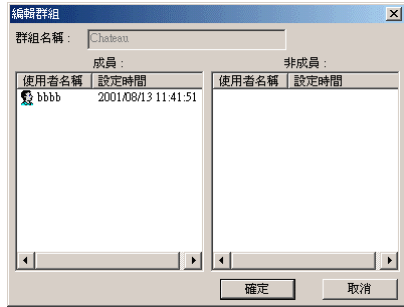 編輯群組
群組名稱： Chateau
成員： 非成員：
使用者名稱 設定時間 使用者名稱 設定時間
bbbb 2001/08/13 11:41:51
確定 取消